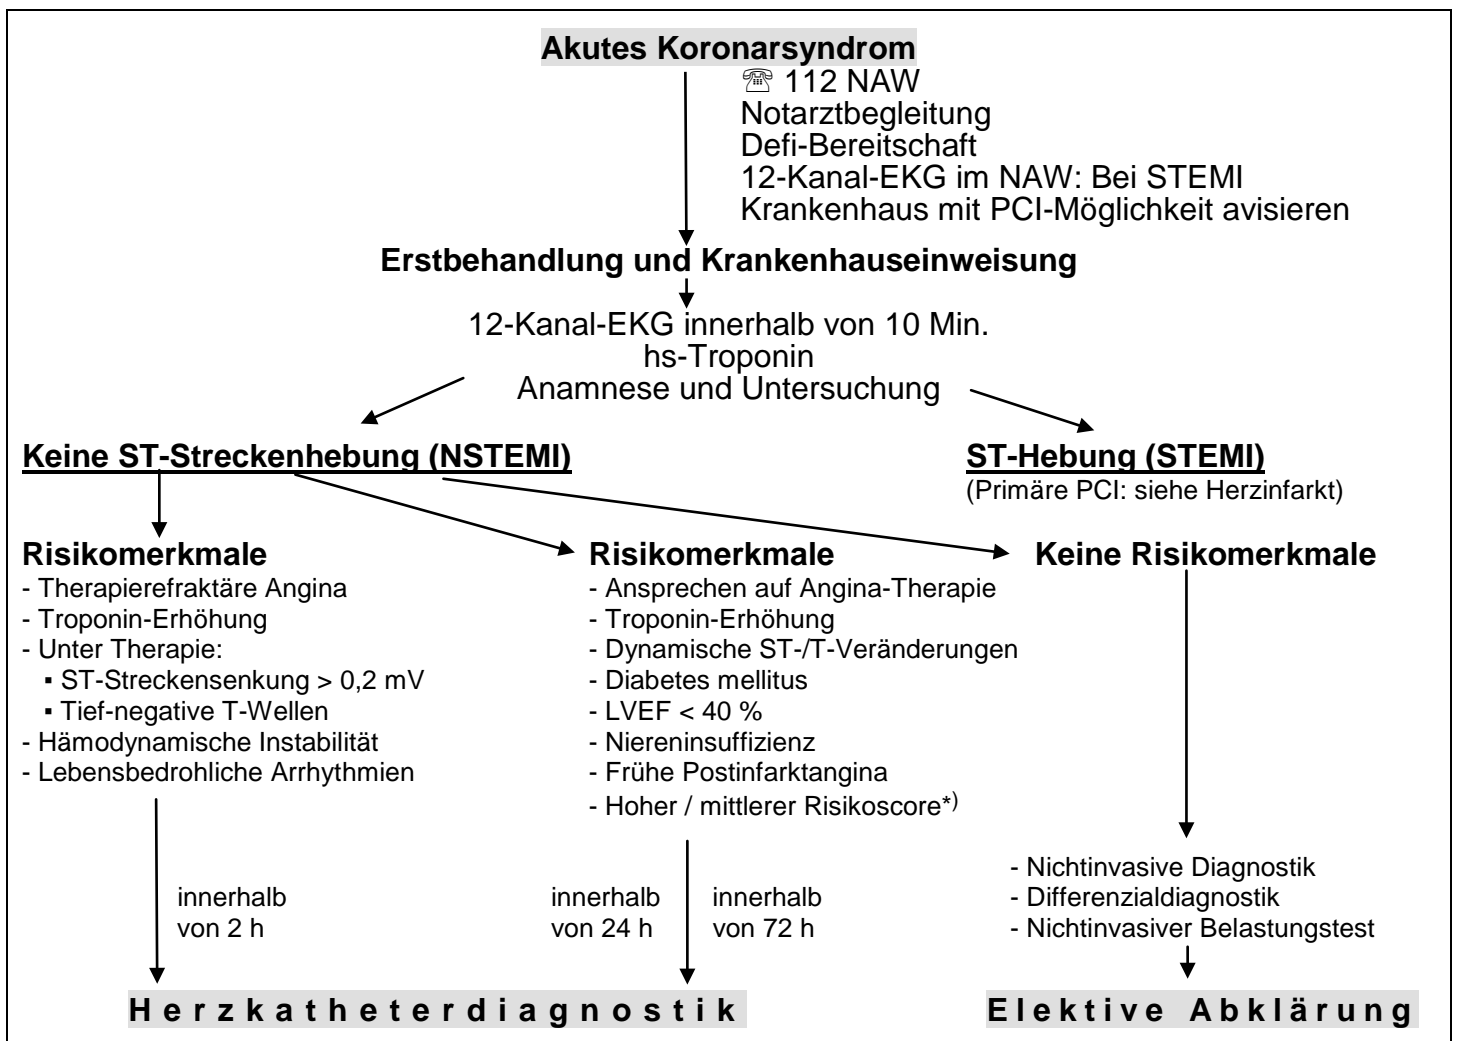 Akutes Koronarsyndrom
☏ 112 NAW
Notarztbegleitung
Defi-Bereitschaft
12-Kanal-EKG im NAW: Bei STEMI
Krankenhaus mit PCI-Möglichkeit avisieren
Erstbehandlung und Krankenhauseinweisung
12-Kanal-EKG innerhalb von 10 Min.
hs-Troponin
Anamnese und Untersuchung
Keine ST-Streckenhebung (NSTEMI)
ST-Hebung (STEMI)
(Primäre PCI: siehe Herzinfarkt)
Risikomerkmale
- Therapierefraktäre Angina
- Troponin-Erhöhung
- Unter Therapie:
▪ ST-Streckensenkung > 0,2 mV
▪ Tief-negative T-Wellen
- Hämodynamische Instabilität
- Lebensbedrohliche Arrhythmien
innerhalb
von 2 h
Risikomerkmale
- Ansprechen auf Angina-Therapie
- Troponin-Erhöhung
- Dynamische ST-/T-Veränderungen
- Diabetes mellitus
- LVEF < 40 %
- Niereninsuffizienz
- Frühe Postinfarktangina
- Hoher / mittlerer Risikoscore*)
innerhalb
von 24 h
innerhalb
von 72 h
Keine Risikomerkmale
- Nichtinvasive Diagnostik
- Differenzialdiagnostik
- Nichtinvasiver Belastungstest
Herzkatheterdiagnostik
Elektive Abklärung